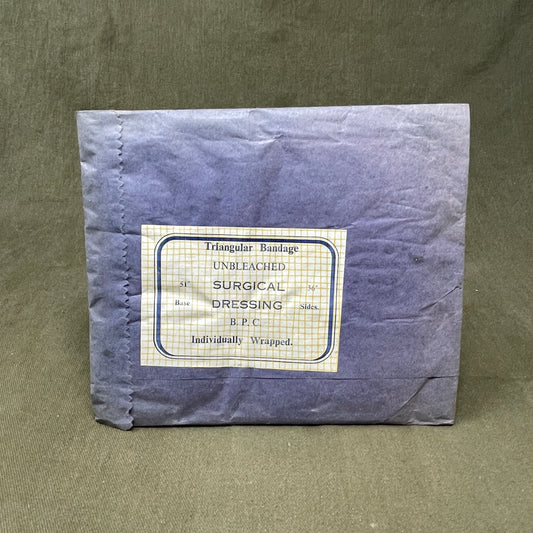 Triangular Bandage
UNBLEACHED
51" SURGICAL 36"
Base DRESSING Sides.
B. P. C.
Individually Wrapped.